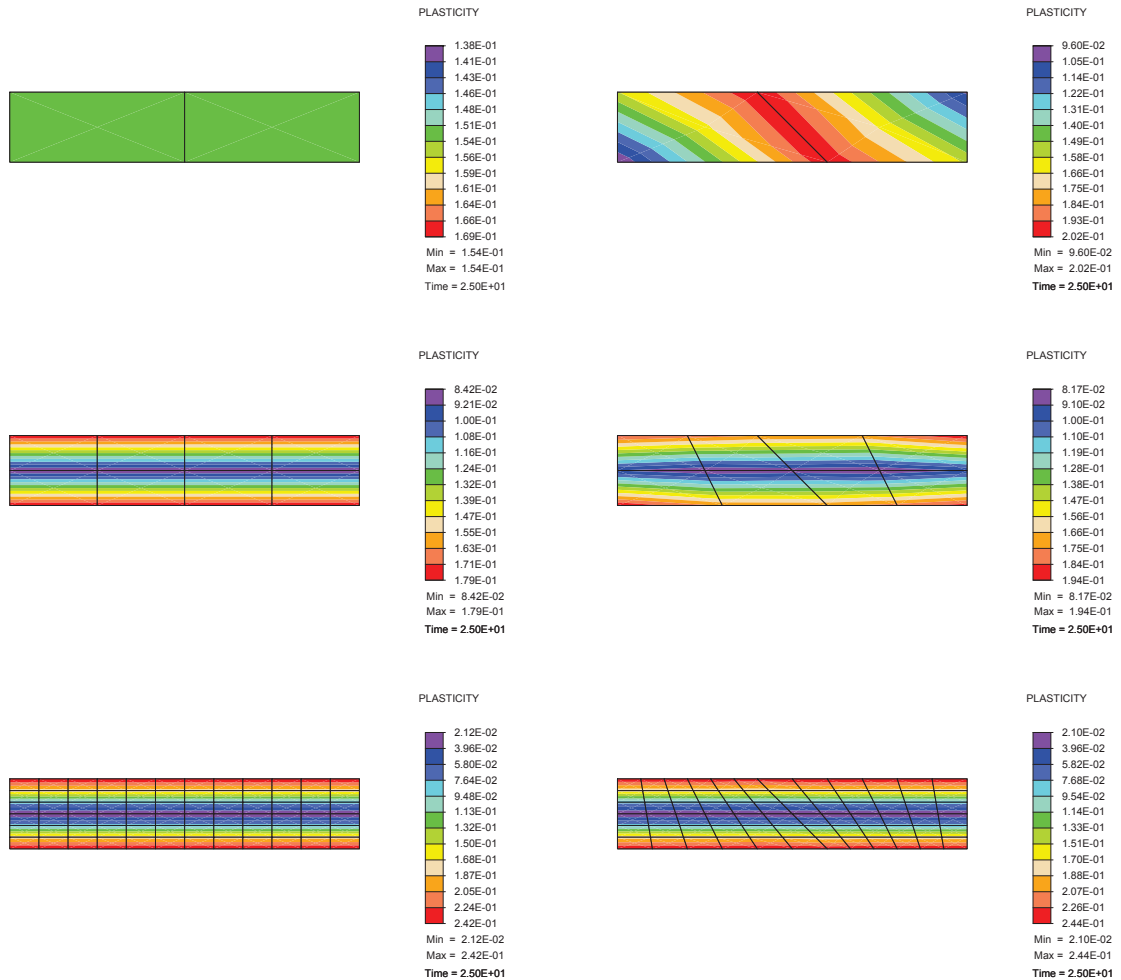 PLASTICITY
1.38E-01
1.41E-01
1.43E-01
1.46E-01
1.48E-01
1.51E-01
1.54E-01
1.56E-01
1.59E-01
1.61E-01
1.64E-01
1.66E-01
1.69E-01
Min = 1.54E-01
Max = 1.54E-01
Time = 2.50E+01
PLASTICITY
9.60E-02
1.05E-01
1.14E-01
1.22E-01
1.31E-01
1.40E-01
1.49E-01
1.58E-01
1.66E-01
1.75E-01
1.84E-01
1.93E-01
2.02E-01
Min = 9.60E-02
Max = 2.02E-01
Time = 2.50E+01
PLASTICITY
8.42E-02
9.21E-02
1.00E-01
1.08E-01
1.16E-01
1.24E-01
1.32E-01
1.39E-01
1.47E-01
1.55E-01
1.63E-01
1.71E-01
1.79E-01
Min = 8.42E-02
Max = 1.79E-01
Time = 2.50E+01
PLASTICITY
8.17E-02
9.10E-02
1.00E-01
1.10E-01
1.19E-01
1.28E-01
1.38E-01
1.47E-01
1.56E-01
1.66E-01
1.75E-01
1.84E-01
1.94E-01
Min = 8.17E-02
Max = 1.94E-01
Time = 2.50E+01
PLASTICITY
2.12E-02
3.96E-02
5.80E-02
7.64E-02
9.48E-02
1.13E-01
1.32E-01
1.50E-01
1.68E-01
1.87E-01
2.05E-01
2.24E-01
2.42E-01
Min = 2.12E-02
Max = 2.42E-01
Time = 2.50E+01
PLASTICITY
2.10E-02
3.96E-02
5.82E-02
7.68E-02
9.54E-02
1.14E-01
1.33E-01
1.51E-01
1.70E-01
1.88E-01
2.07E-01
2.26E-01
2.44E-01
Min = 2.10E-02
Max = 2.44E-01
Time = 2.50E+01